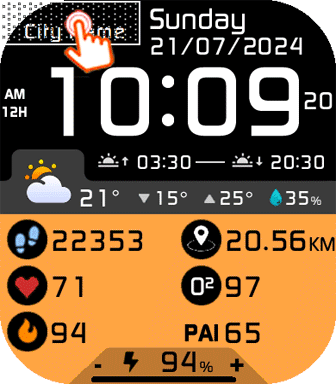 City Name
Sunday
21/07/2024
AM
12H
10:09
20
03:30
20:30
21°
15°
25°
35%
22353
20.56KM
71
O² 97
94
PAI 65
- 94% +